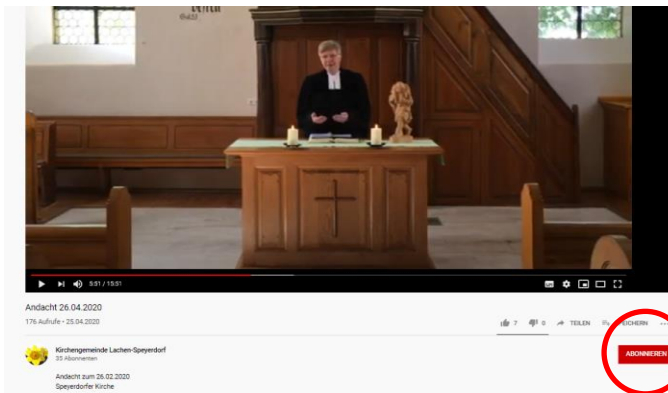 5:51 / 15:51
Andacht 26.04.2020
176 Aufrufe • 25.04.2020
7 0 TEILEN
ABONNIEREN
Kirchengemeinde Lachen-Speyerdorf
35 Abonnenten
Andacht zum 26.02.2020
Speyerdorfer Kirche